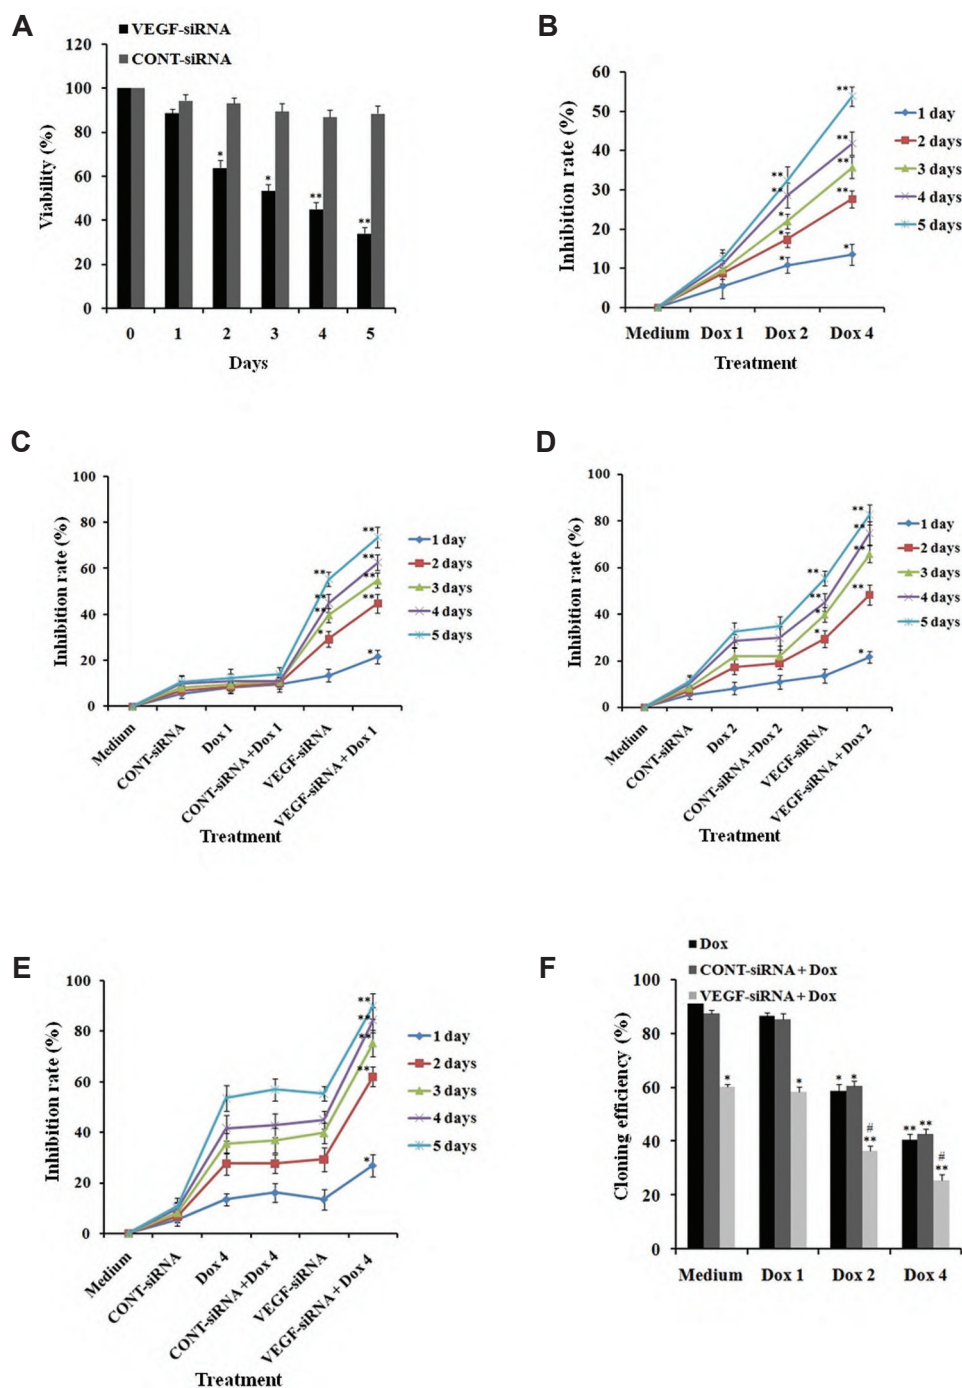 A
VEGF-siRNA
CONT-siRNA
120
100
80
60
40
20
0
Viability (%)
* * ** **
0 1 2 3 4 5
Days
B
60
50
40
30
20
10
0
Inhibition rate (%)
**
**
**
**
*
**
**
*
*
*
1 day
2 days
3 days
4 days
5 days
Medium Dox 1 Dox 2 Dox 4
Treatment
C
100
80
60
40
20
0
Inhibition rate (%)
**
**
**
**
*
**
**
**
*
1 day
2 days
3 days
4 days
5 days
Medium
CONT-siRNA
Dox 1
CONT-siRNA+Dox 1
VEGF-siRNA
VEGF-siRNA+Dox 1
Treatment
D
100
80
60
40
20
0
Inhibition rate (%)
**
**
**
**
*
**
**
*
*
1 day
2 days
3 days
4 days
5 days
Medium
CONT-siRNA
Dox 2
CONT-siRNA+Dox 2
VEGF-siRNA
VEGF-siRNA+Dox 2
Treatment
E
100
80
60
40
20
0
Inhibition rate (%)
**
**
**
**
*
1 day
2 days
3 days
4 days
5 days
Medium
CONT-siRNA
Dox 4
CONT-siRNA+Dox 4
VEGF-siRNA
VEGF-siRNA+Dox 4
Treatment
F
Dox
CONT-siRNA+Dox
VEGF-siRNA+Dox
100
80
60
40
20
0
Cloning efficiency (%)
* * * * # ** ** ** # **
Medium Dox 1 Dox 2 Dox 4